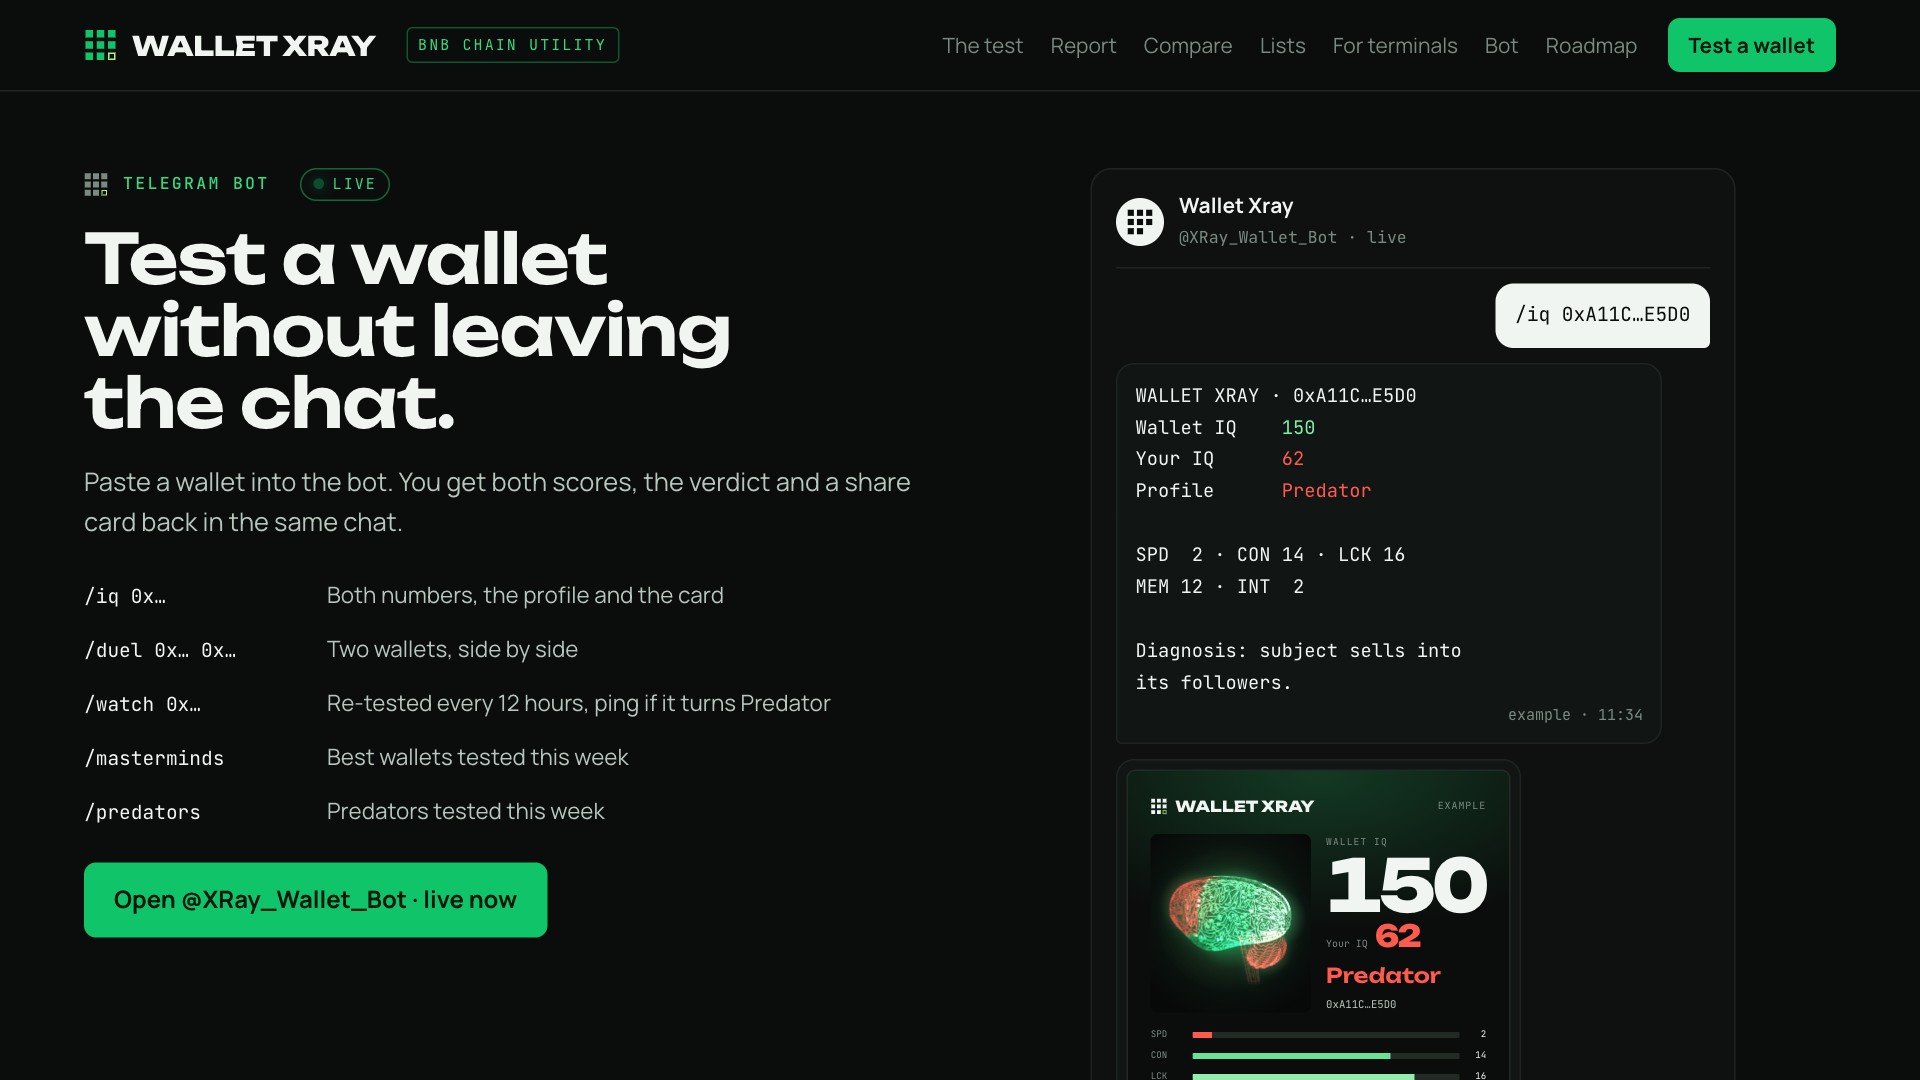 WALLET XRAY
BNB CHAIN UTILITY
The test
Report
Compare
Lists
For terminals
Bot
Roadmap
Test a wallet
TELEGRAM BOT
LIVE
Test a wallet
without leaving
the chat.
Paste a wallet into the bot. You get both scores, the verdict and a share
card back in the same chat.
/iq 0x… Both numbers, the profile and the card
/duel 0x… 0x… Two wallets, side by side
/watch 0x… Re-tested every 12 hours, ping if it turns Predator
/masterminds Best wallets tested this week
/predators Predators tested this week
Open @XRay_Wallet_Bot · live now
Wallet Xray
@XRay_Wallet_Bot · live
/iq 0xA11C…E5D0
WALLET XRAY · 0xA11C…E5D0
Wallet IQ 150
Your IQ 62
Profile Predator
SPD 2 · CON 14 · LCK 16
MEM 12 · INT 2
Diagnosis: subject sells into
its followers.
example · 11:34
WALLET XRAY
EXAMPLE
WALLET IQ
150
Your IQ 62
Predator
0xA11C…E5D0
SPD 2
CON 14
LCK 16